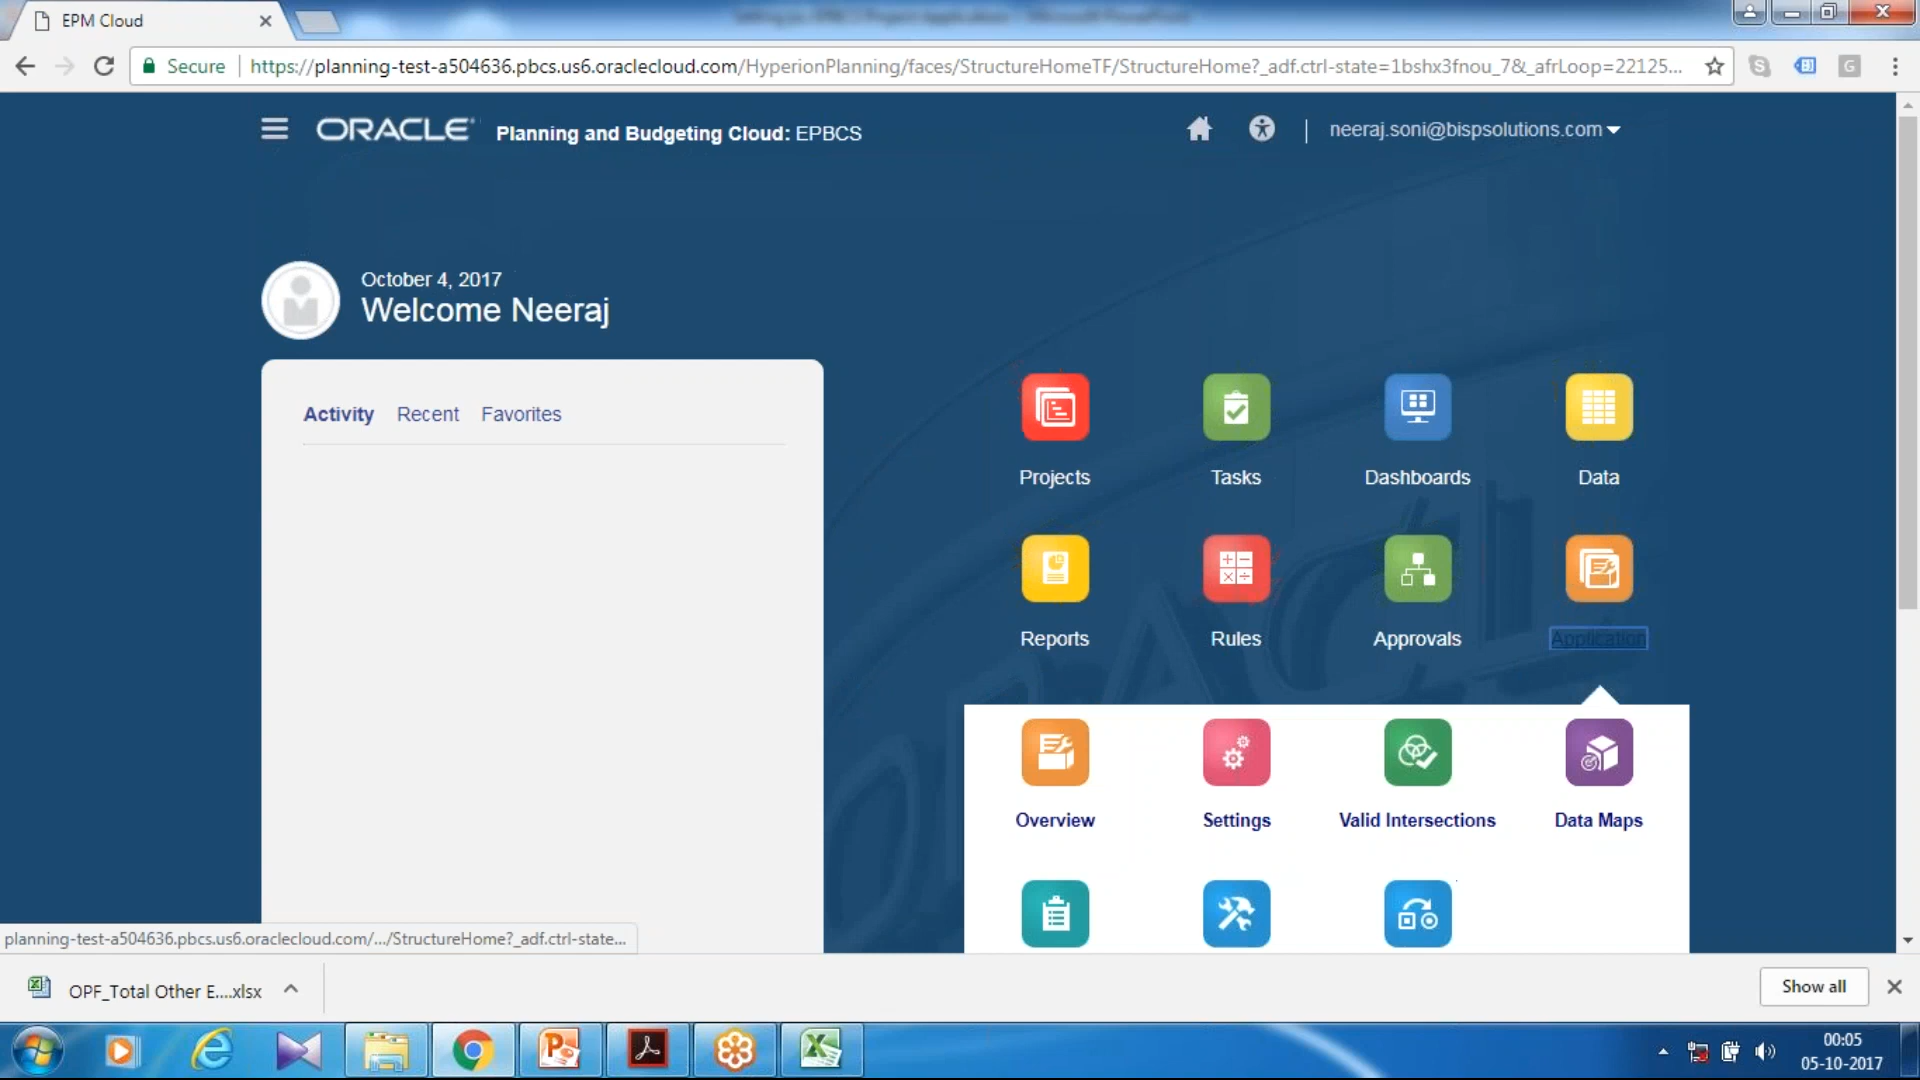 EPM Cloud
Secure https://planning-test-a504636.pbcs.us6.oraclecloud.com/HyperionPlanning/faces/StructureHomeTF/StructureHome?_adf.ctrl-state=1bshx3fnou_7&_afrLoop=22125...
ORACLE Planning and Budgeting Cloud: EPBCS neeraj.soni@bispsolutions.com
October 4, 2017
Welcome Neeraj
Activity Recent Favorites
Projects Tasks Dashboards Data
Reports Rules Approvals Application
Overview Settings Valid Intersections Data Maps
planning-test-a504636.pbcs.us6.oraclecloud.com/.../StructureHome?_adf.ctrl-state...
OPF_Total Other E....xlsx Show all
00:05
05-10-2017